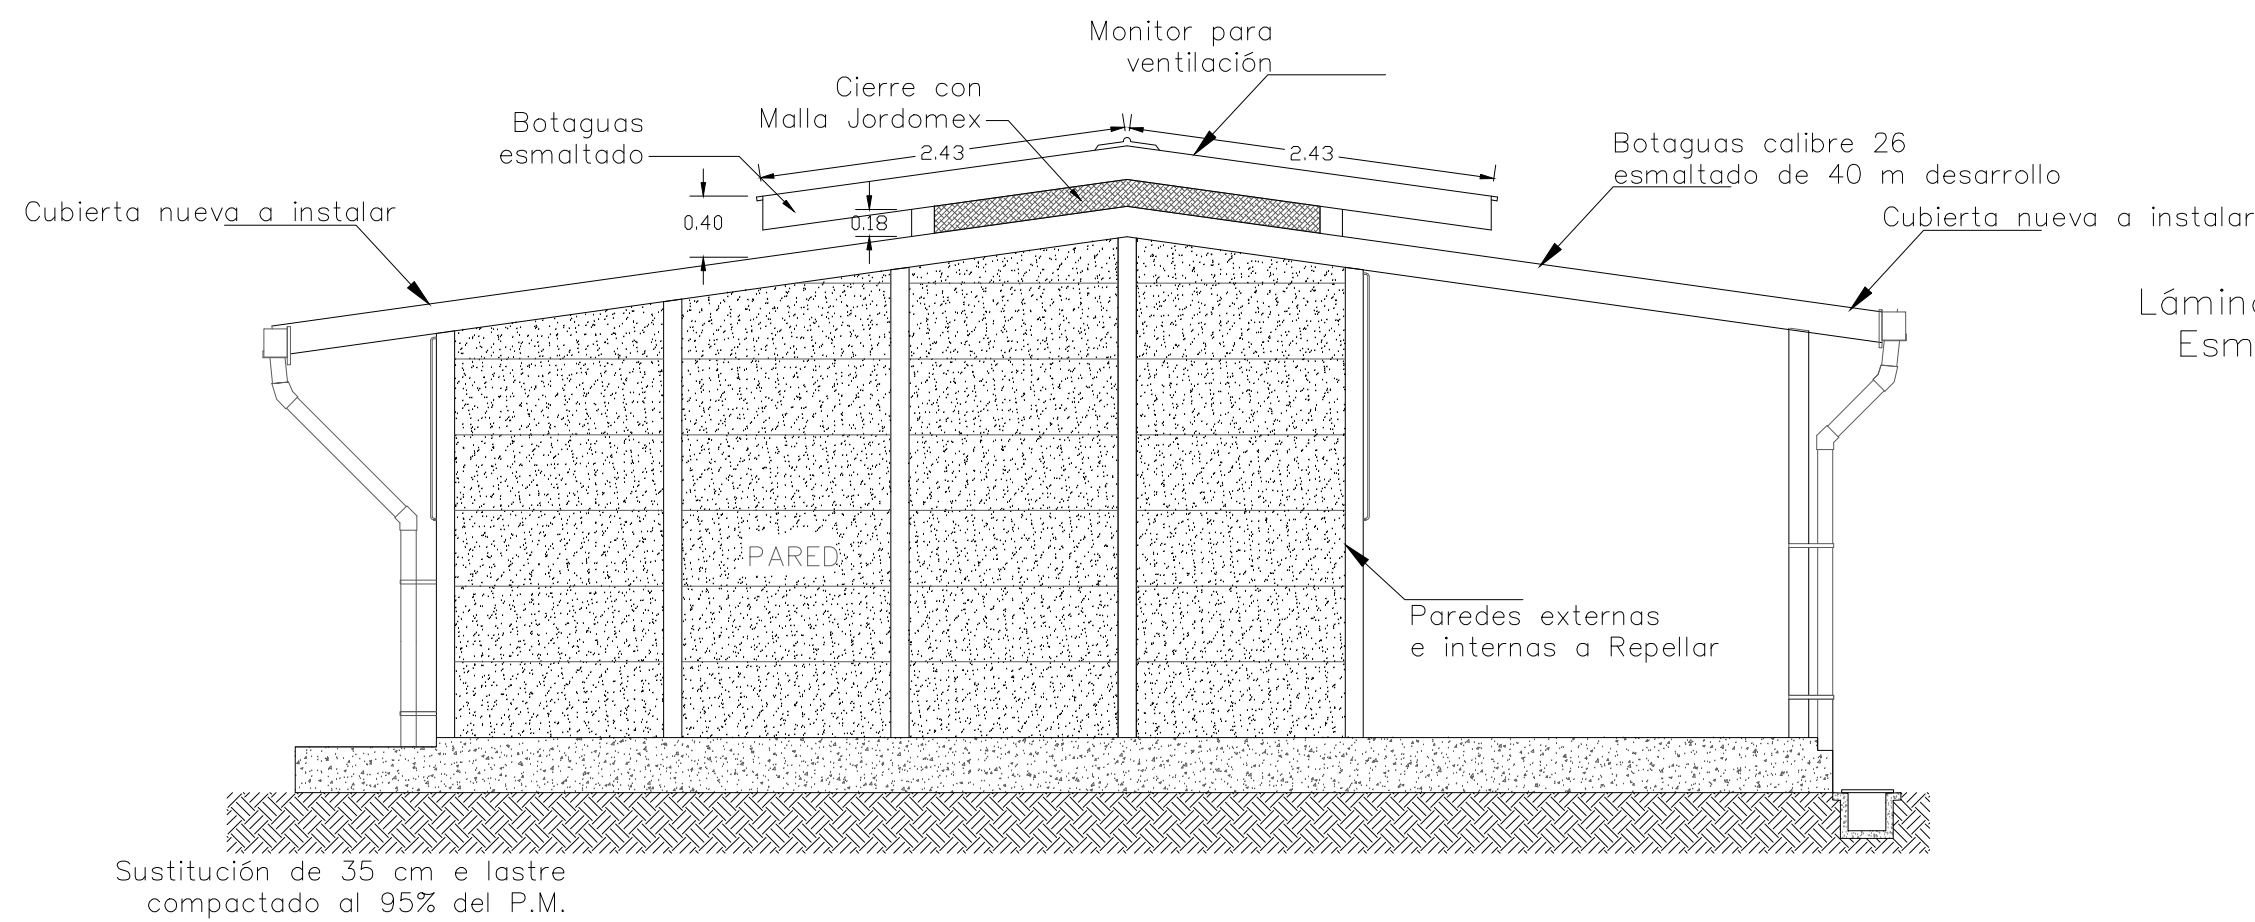 Monitor para
ventilación
Cierre con
Malla Jordomex
Botaguas
esmaltado
Botaguas calibre 26
esmaltado de 40 m desarrollo
2.43
2.43
Cubierta nueva a instalar
0.40
0.18
Cubierta nueva a instalar
Lámin
Esm
PARED
Paredes externas
e internas a Repellar
Sustitución de 35 cm e lastre
compactado al 95% del P.M.